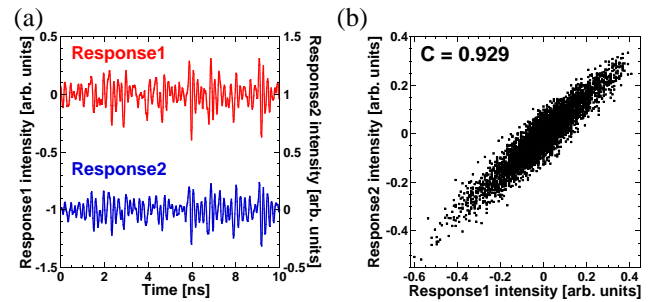 (a)
Response1 intensity [arb. units]
0.5
0
-0.5
-1
-1.5
Response1
Response2
1.5
1
0.5
0
-0.5
Response2 intensity [arb. units]
0 2 4 6 8 10
Time [ns]
(b)
Response2 intensity [arb. units]
0.4
0.2
0
-0.2
-0.4
C = 0.929
-0.6 -0.4 -0.2 0 0.2 0.4
Response1 intensity [arb. units]